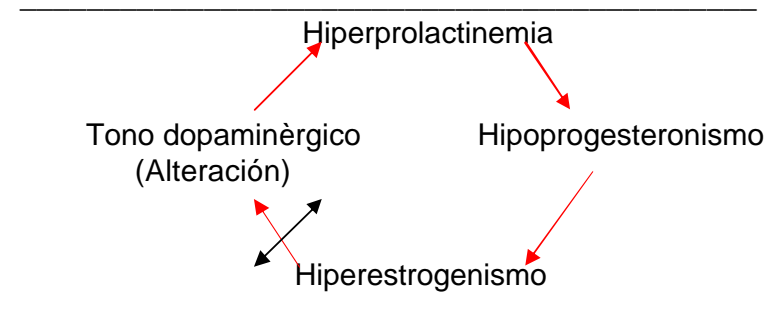 Hiperprolactinemia
Tono dopaminèrgico Hipoprogesteronismo
(Alteración)
Hiperestrogenismo